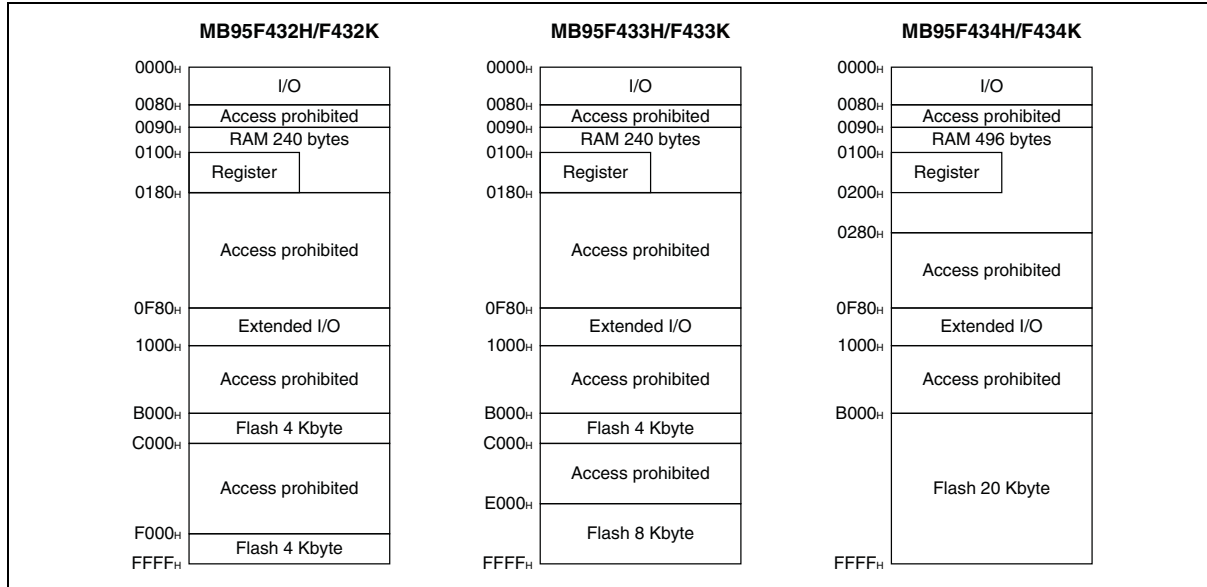 MB95F432H/F432K
0000H
I/O
0080H
Access prohibited
0090H
RAM 240 bytes
0100H
Register
0180H
Access prohibited
0F80H
Extended I/O
1000H
Access prohibited
B000H
Flash 4 Kbyte
C000H
Access prohibited
F000H
Flash 4 Kbyte
FFFFH
MB95F433H/F433K
0000H
I/O
0080H
Access prohibited
0090H
RAM 240 bytes
0100H
Register
0180H
Access prohibited
0F80H
Extended I/O
1000H
Access prohibited
B000H
Flash 4 Kbyte
C000H
Access prohibited
E000H
Flash 8 Kbyte
FFFFH
MB95F434H/F434K
0000H
I/O
0080H
Access prohibited
0090H
RAM 496 bytes
0100H
Register
0200H
0280H
Access prohibited
0F80H
Extended I/O
1000H
Access prohibited
B000H
Flash 20 Kbyte
FFFFH